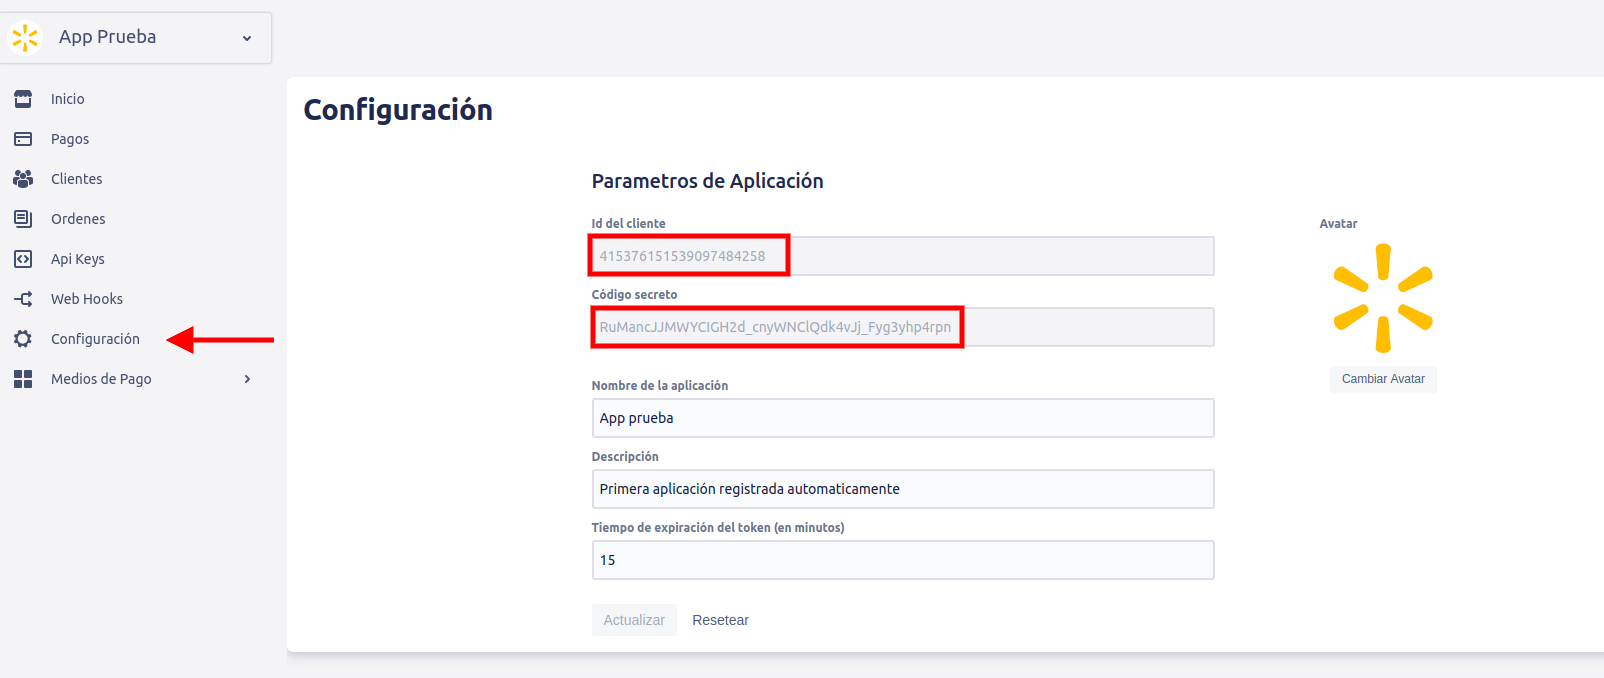 App Prueba
Inicio
Pagos
Clientes
Ordenes
Api Keys
Web Hooks
Configuración
Medios de Pago
Configuración
Parametros de Aplicación
Id del cliente
415376151539097484258
Código secreto
RuMancJJMWYCIGH2d_cnyWNClQdk4vJj_Fyg3yhp4rpn
Nombre de la aplicación
App prueba
Descripción
Primera aplicación registrada automaticamente
Tiempo de expiración del token (en minutos)
15
Actualizar Resetear
Avatar
Cambiar Avatar